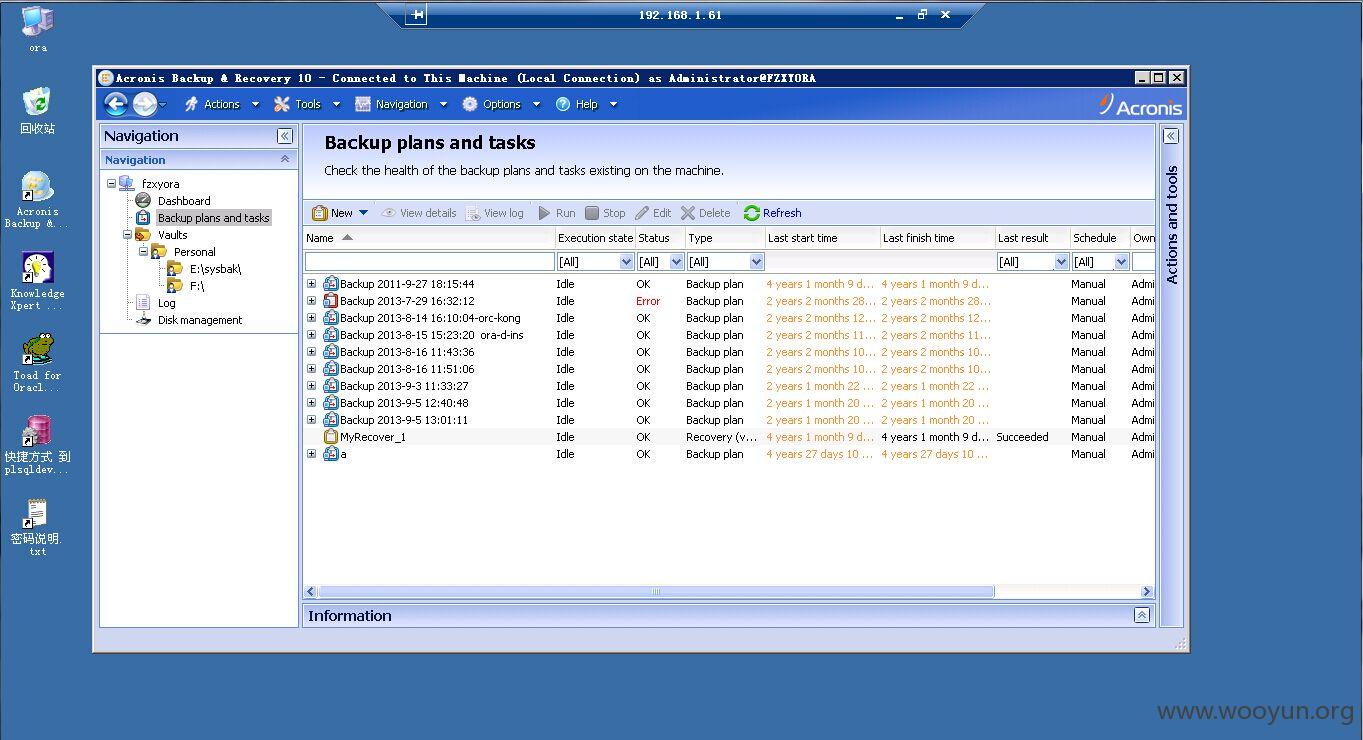 192.168.1.61
ora
回收站
Acronis
Backup &...
Knowledge
Xpert ...
Toad for
Oracl...
快捷方式 到
plsqldev...
密码说明.
txt
Acronis Backup & Recovery 10 - Connected to This Machine (Local Connection) as Administrator@FZXYORA
Actions Tools Navigation Options Help
Acronis
Navigation
Navigation
fzxyora
Dashboard
Backup plans and tasks
Vaults
Personal
E:\sysbak\
F:\
Log
Disk management
Backup plans and tasks
Check the health of the backup plans and tasks existing on the machine.
New View details View log Run Stop Edit Delete Refresh
Name Execution state Status Type Last start time Last finish time Last result Schedule Own
[All] [All] [All] [All] [All]
Backup 2011-9-27 18:15:44 Idle OK Backup plan 4 years 1 month 9 d... 4 years 1 month 9 d... Manual Admi
Backup 2013-7-29 16:32:12 Idle Error Backup plan 2 years 2 months 28... 2 years 2 months 28... Manual Admi
Backup 2013-8-14 16:10:04-orc-kong Idle OK Backup plan 2 years 2 months 12... 2 years 2 months 12... Manual Admi
Backup 2013-8-15 15:23:20 ora-d-ins Idle OK Backup plan 2 years 2 months 11... 2 years 2 months 11... Manual Admi
Backup 2013-8-16 11:43:36 Idle OK Backup plan 2 years 2 months 10... 2 years 2 months 10... Manual Admi
Backup 2013-8-16 11:51:06 Idle OK Backup plan 2 years 2 months 10... 2 years 2 months 10... Manual Admi
Backup 2013-9-3 11:33:27 Idle OK Backup plan 2 years 1 month 22 ... 2 years 1 month 22 ... Manual Admi
Backup 2013-9-5 12:40:48 Idle OK Backup plan 2 years 1 month 20 ... 2 years 1 month 20 ... Manual Admi
Backup 2013-9-5 13:01:11 Idle OK Backup plan 2 years 1 month 20 ... 2 years 1 month 20 ... Manual Admi
MyRecover_1 Idle OK Recovery (v... 4 years 1 month 9 d... 4 years 1 month 9 d... Succeeded Manual Admi
a Idle OK Backup plan 4 years 27 days 10 ... 4 years 27 days 10 ... Manual Admi
Information
Actions and tools
www.wooyun.org